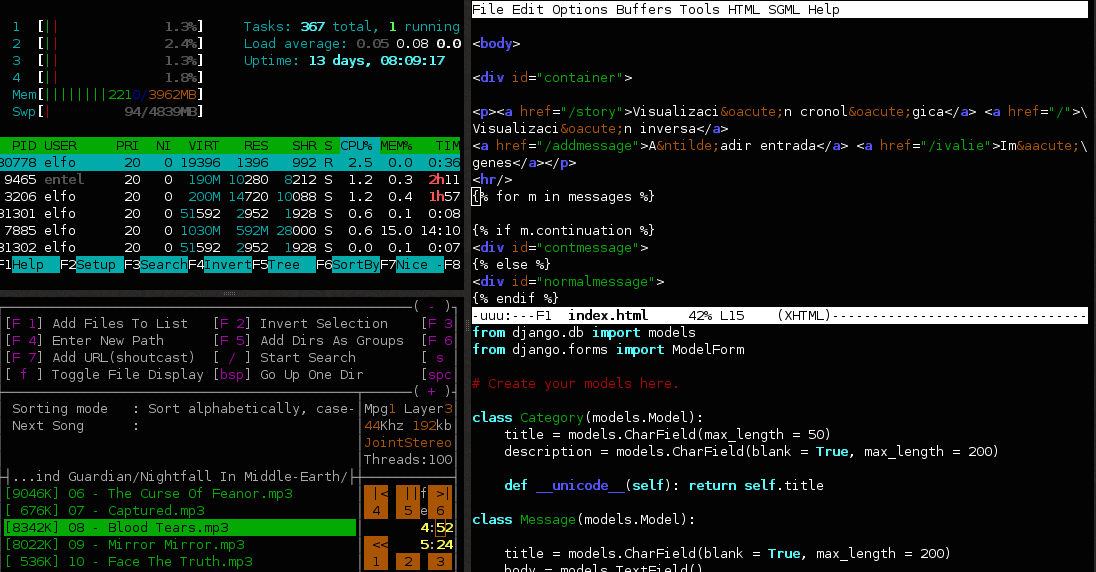 1 [|| 1.3%] Tasks: 367 total, 1 running
2 [|| 2.4%] Load average: 0.05 0.08 0.0
3 [|| 1.3%] Uptime: 13 days, 08:09:17
4 [|| 1.8%]
Mem[||||||||2210/3962MB]
Swp[| 94/4839MB]
PID USER PRI NI VIRT RES SHR S CPU% MEM% TIM
30778 elfo 20 0 19396 1396 992 R 2.5 0.0 0:36
9465 entel 20 0 190M 10280 8212 S 1.2 0.3 2h11
3206 elfo 20 0 200M 14720 10088 S 1.2 0.4 1h57
31301 elfo 20 0 51592 2952 1928 S 0.6 0.1 0:08
7885 elfo 20 0 1030M 592M 28000 S 0.6 15.0 14:10
31302 elfo 20 0 51592 2952 1928 S 0.0 0.1 0:07
F1Help F2Setup F3SearchF4InvertF5Tree F6SortByF7Nice -F8
( - )
[F 1] Add Files To List [F 2] Invert Selection [F 3
[F 4] Enter New Path [F 5] Add Dirs As Groups [F 6
[F 7] Add URL(shoutcast) [ / ] Start Search [ s
[ f ] Toggle File Display [bsp] Go Up One Dir [spc
( + )
Sorting mode : Sort alphabetically, case-
Next Song :
Mpg1 Layer3
44Khz 192kb
JointStereo
Threads:100
...ind Guardian/Nightfall In Middle-Earth/
[9046K] 06 - The Curse Of Feanor.mp3
[ 676K] 07 - Captured.mp3
[8342K] 08 - Blood Tears.mp3
[8022K] 09 - Mirror Mirror.mp3
[ 536K] 10 - Face The Truth.mp3
|< ||f >|
4 5e 6
4:52
<< 5:24
1 2 3
File Edit Options Buffers Tools HTML SGML Help
<body>
<div id="container">
<p><a href="/story">Visualizaci&oacute;n cronol&oacute;gica</a> <a href="/">\
Visualizaci&oacute;n inversa</a>
<a href="/addmessage">A&ntilde;adir entrada</a> <a href="/ivalie">Im&aacute;\
genes</a></p>
<hr/>
{% for m in messages %}
{% if m.continuation %}
<div id="contmessage">
{% else %}
<div id="normalmessage">
{% endif %}
-uuu:---F1 index.html 42% L15 (XHTML)--------------------------------
from django.db import models
from django.forms import ModelForm
# Create your models here.
class Category(models.Model):
title = models.CharField(max_length = 50)
description = models.CharField(blank = True, max_length = 200)
def __unicode__(self): return self.title
class Message(models.Model):
title = models.CharField(blank = True, max_length = 200)
body = models.TextField()